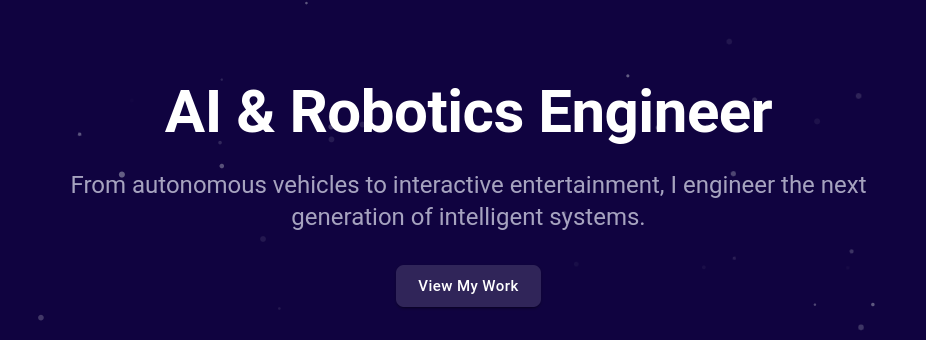 AI & Robotics Engineer
From autonomous vehicles to interactive entertainment, I engineer the next
generation of intelligent systems.
View My Work